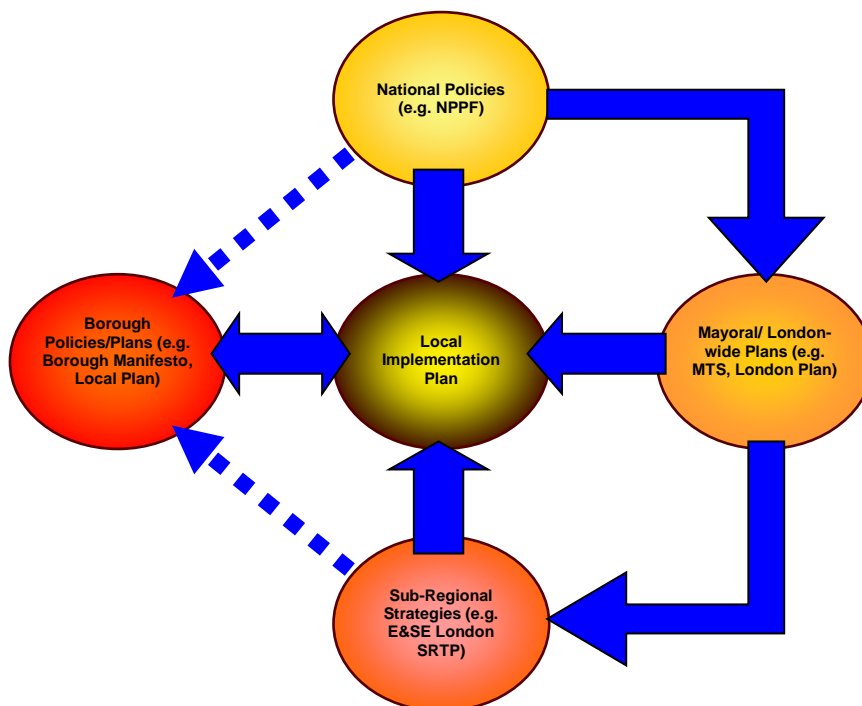 National Policies
(e.g. NPPF)
Borough
Policies/Plans (e.g.
Borough Manifesto,
Local Plan)
Local
Implementation
Plan
Mayoral/ London-
wide Plans (e.g.
MTS, London Plan)
Sub-Regional
Strategies (e.g.
E&SE London
SRTP)